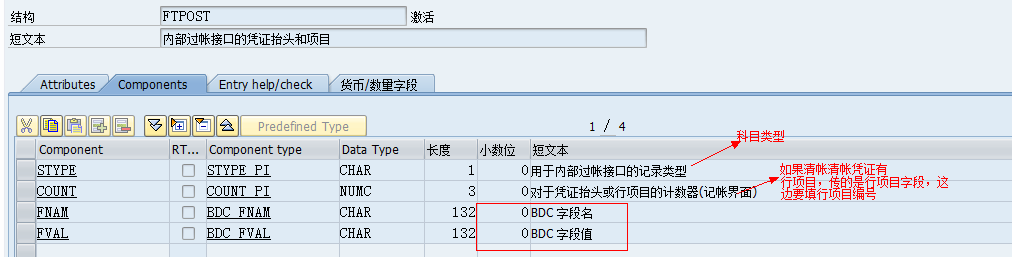 结构 FTPOST 激活
短文本 内部过帐接口的凭证抬头和项目
Attributes Components Entry help/check 货币/数量字段
Predefined Type 1 / 4
Component RT... Component type Data Type 长度 小数位 短文本
STYPE STYPE_PI CHAR 1 0 用于内部过帐接口的记录类型
COUNT COUNT_PI NUMC 3 0 对于凭证抬头或行项目的计数器(记帐界面)
FNAM BDC_FNAM CHAR 132 0 BDC 字段名
FVAL BDC_FVAL CHAR 132 0 BDC 字段值
科目类型
如果清帐清帐凭证有
行项目，传的是行项目字段，这
边要填行项目编号